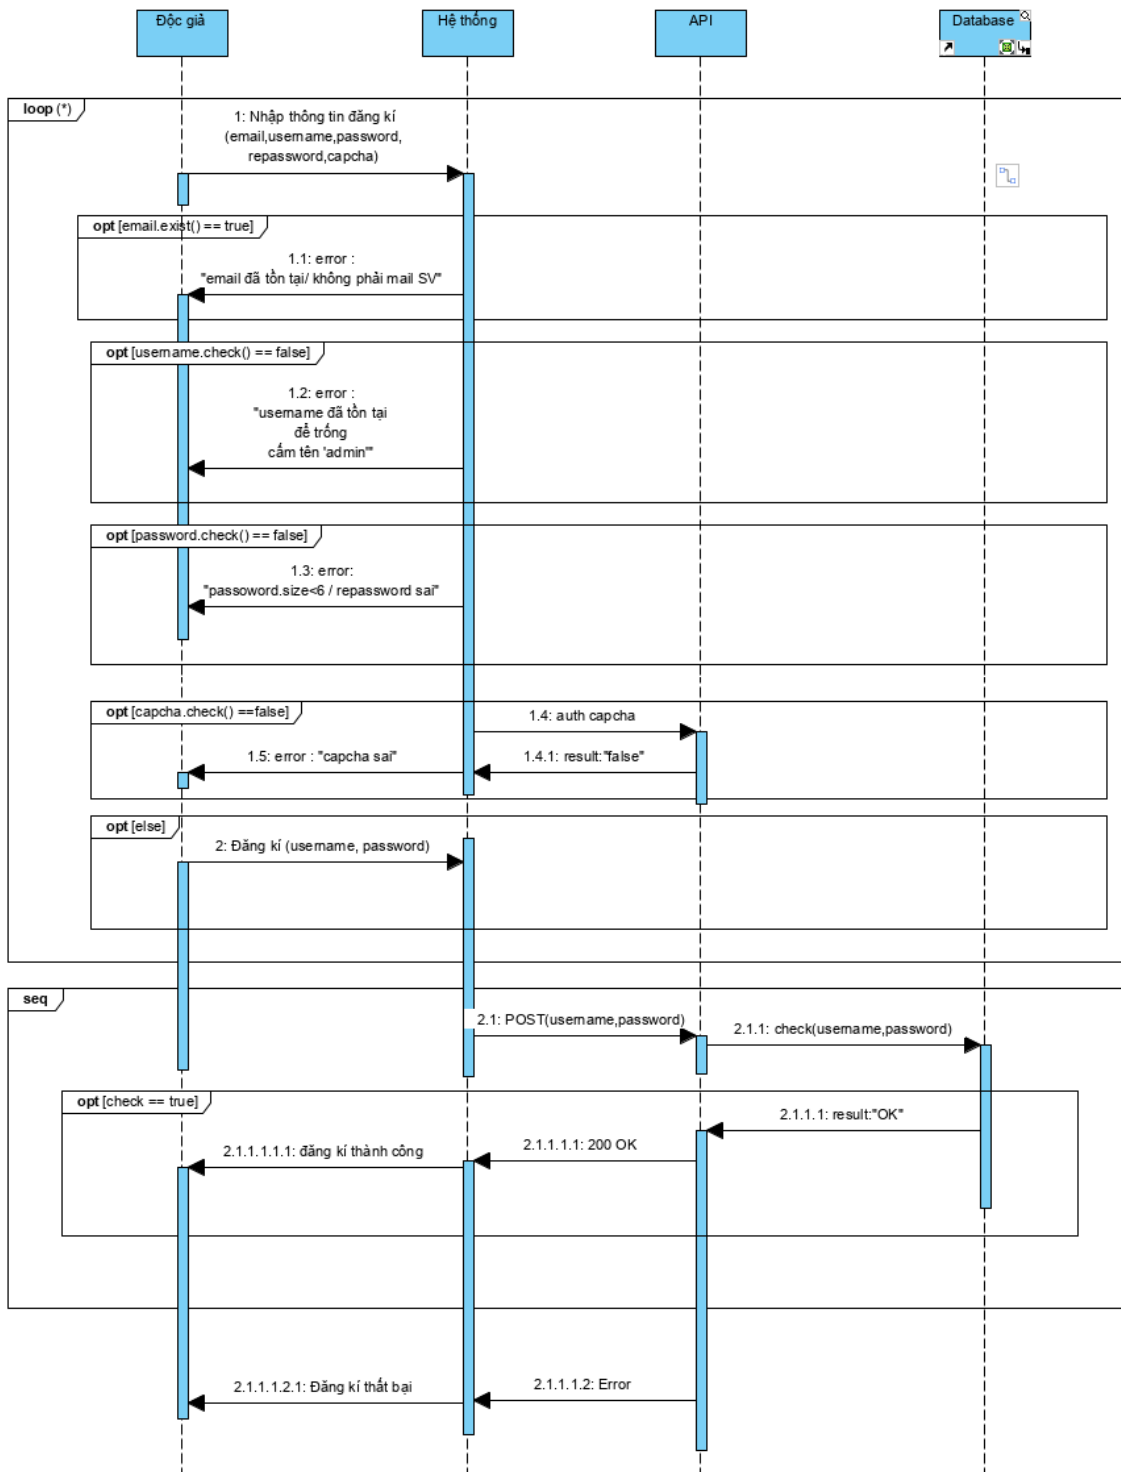 Độc giả
Hệ thống
API
Database
loop (*)
1: Nhập thông tin đăng kí
(email,username,password,
repassword,capcha)
opt [email.exist() == true]
1.1: error :
"email đã tồn tại/ không phải mail SV"
opt [username.check() == false]
1.2: error :
"username đã tồn tại
để trống
cấm tên 'admin'"
opt [password.check() == false]
1.3: error:
"passoword.size<6 / repassword sai"
opt [capcha.check() ==false]
1.4: auth capcha
1.5: error : "capcha sai"
1.4.1: result:"false"
opt [else]
2: Đăng kí (username, password)
seq
2.1: POST(username,password)
2.1.1: check(username,password)
opt [check == true]
2.1.1.1: result:"OK"
2.1.1.1.1.1: đăng kí thành công
2.1.1.1.1: 200 OK
2.1.1.1.2.1: Đăng kí thất bại
2.1.1.1.2: Error